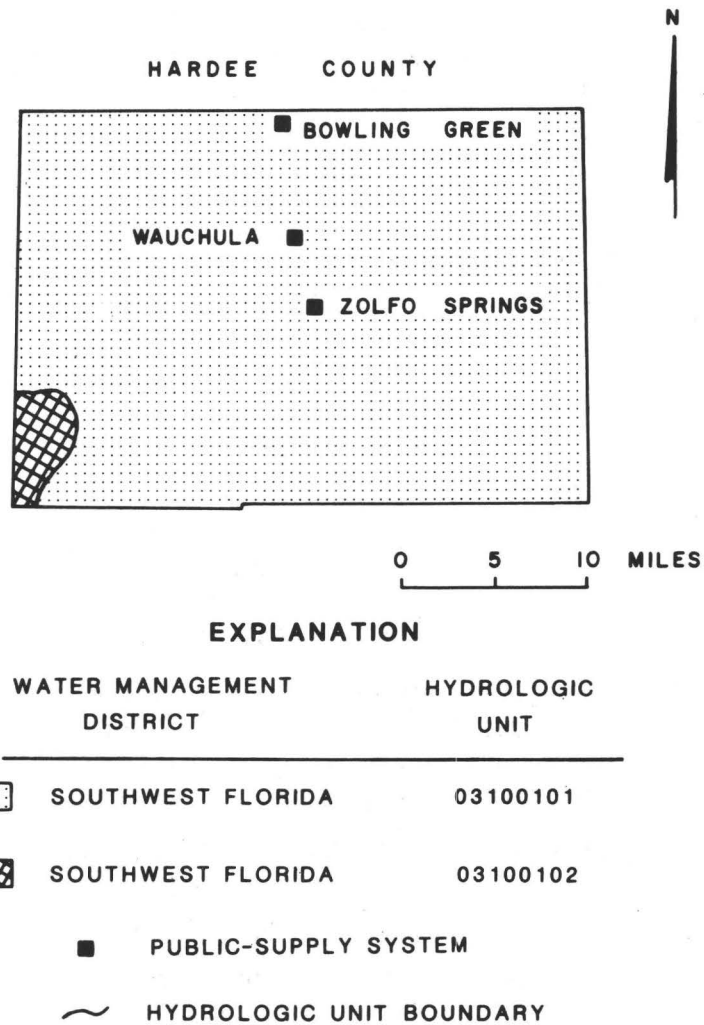 N
HARDEE COUNTY
BOWLING GREEN
WAUCHULA
ZOLFO SPRINGS
0 5 10 MILES
EXPLANATION
WATER MANAGEMENT DISTRICT
HYDROLOGIC UNIT
SOUTHWEST FLORIDA 03100101
SOUTHWEST FLORIDA 03100102
PUBLIC-SUPPLY SYSTEM
HYDROLOGIC UNIT BOUNDARY